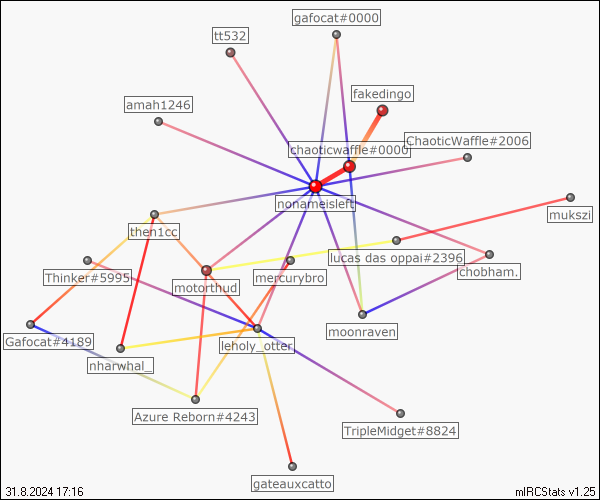 gafocat#0000
tt532
fakedingo
amah1246
ChaoticWaffle#2006
chaoticwaffle#0000
nonameisleft
mukszi
then1cc
lucas das oppai#2396
chobham.
Thinker#5995
mercurybro
motorthud
moonraven
Gafocat#4189
leholy_otter
nharwhal_
Azure Reborn#4243
TripleMidget#8824
gateauxcatto
31.8.2024 17:16
mIRCStats v1.25